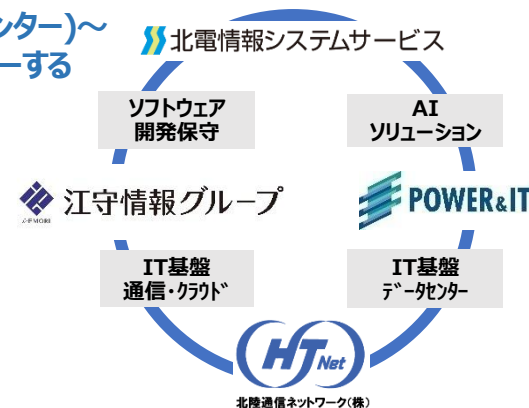 ンター)～
ーする
北電情報システムサービス
ソフトウェア
開発保守
AI
ソリューション
江守情報グループ
EMORI
POWER&IT
IT基盤
通信・ｸﾗｳﾄﾞ
IT基盤
ﾃﾞｰﾀｾﾝﾀｰ
HTNet
北陸通信ネットワーク(株)